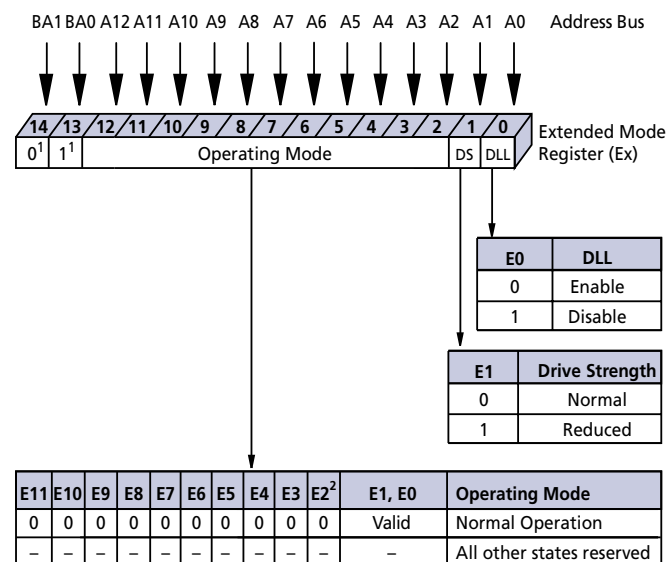 BA1 BA0 A12 A11 A10 A9 A8 A7 A6 A5 A4 A3 A2 A1 A0 Address Bus
14 13 12 11 10 9 8 7 6 5 4 3 2 1 0
Extended Mode
Register (Ex)
0¹ 1¹ Operating Mode DS DLL
E0 DLL
0 Enable
1 Disable
E1 Drive Strength
0 Normal
1 Reduced
E11 E10 E9 E8 E7 E6 E5 E4 E3 E2² E1, E0 Operating Mode
0 0 0 0 0 0 0 0 0 0 Valid Normal Operation
– – – – – – – – – – – All other states reserved